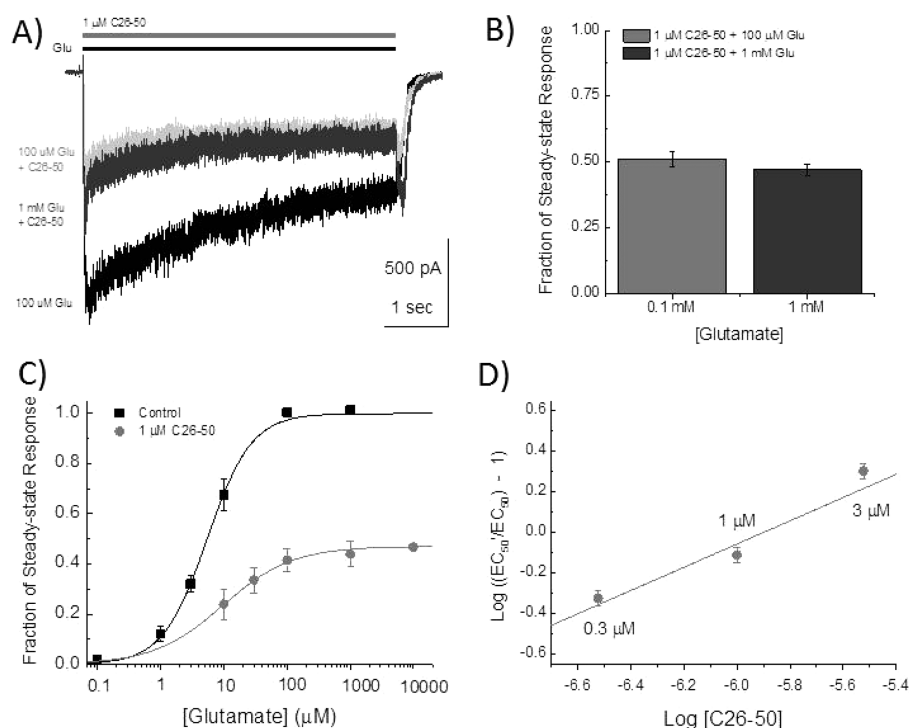 A)
1 µM C26-50
Glu
100 uM Glu
+ C26-50
1 mM Glu
+ C26-50
100 uM Glu
500 pA
1 sec
B)
Fraction of Steady-state Response
1.00
0.75
0.50
0.25
0.00
1 µM C26-50 + 100 µM Glu
1 µM C26-50 + 1 mM Glu
0.1 mM
1 mM
[Glutamate]
C)
Fraction of Steady-state Response
1.0
0.8
0.6
0.4
0.2
0.0
Control
1 µM C26-50
0.1
1
10
100
1000
10000
[Glutamate] (µM)
D)
Log ((EC50'/EC50) - 1)
0.6
0.4
0.2
0.0
-0.2
-0.4
-0.6
0.3 µM
1 µM
3 µM
-6.6
-6.4
-6.2
-6.0
-5.8
-5.6
-5.4
Log [C26-50]